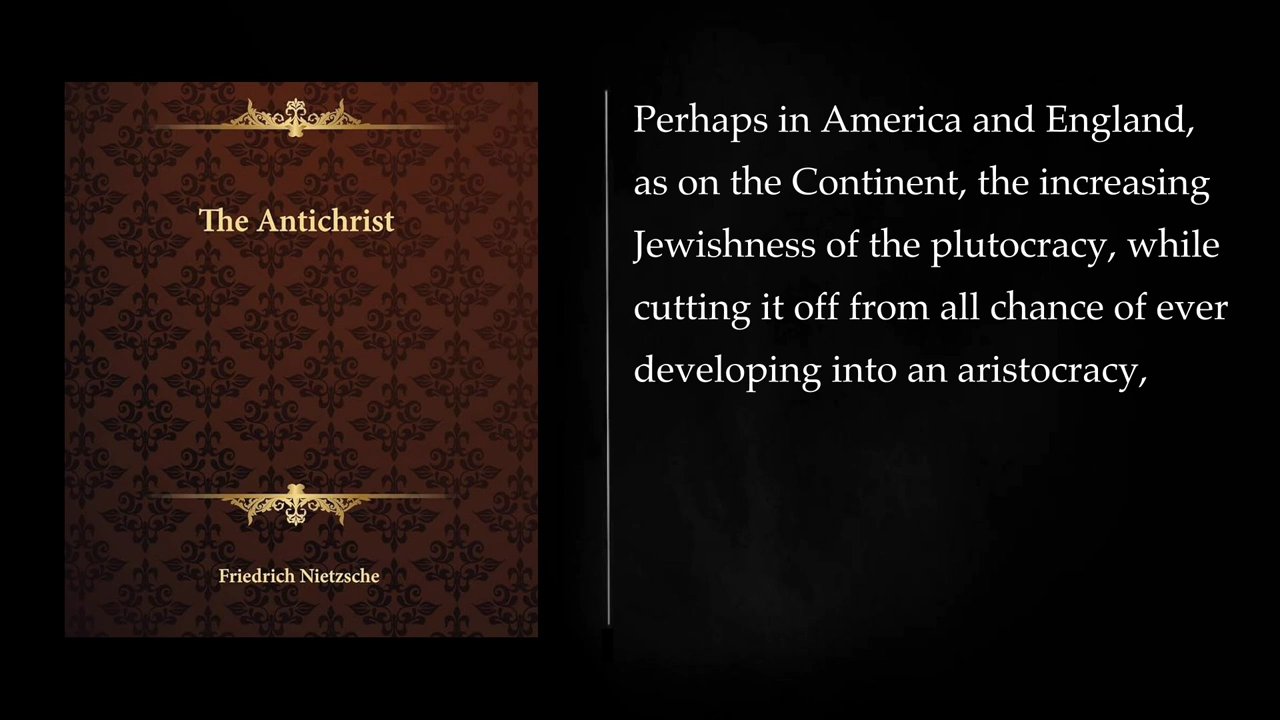 The Antichrist
Friedrich Nietzsche
Perhaps in America and England,
as on the Continent, the increasing
Jewishness of the plutocracy, while
cutting it off from all chance of ever
developing into an aristocracy,